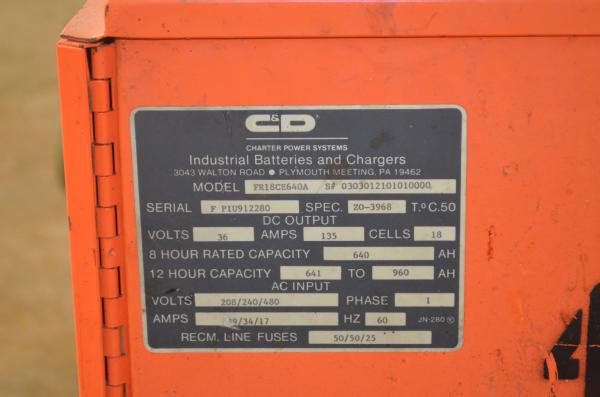 C&D
CHARTER POWER SYSTEMS
Industrial Batteries and Chargers
3043 WALTON ROAD ● PLYMOUTH MEETING, PA 19462
MODEL FR18CE640A S# 0303012101010000
SERIAL F PIU912280 SPEC. ZO-3968 T.ºC.50
DC OUTPUT
VOLTS 36 AMPS 135 CELLS 18
8 HOUR RATED CAPACITY 640 AH
12 HOUR CAPACITY 641 TO 960 AH
AC INPUT
VOLTS 208/240/480 PHASE 1
AMPS /34/17 HZ 60 JN-280
RECM. LINE FUSES 50/50/25